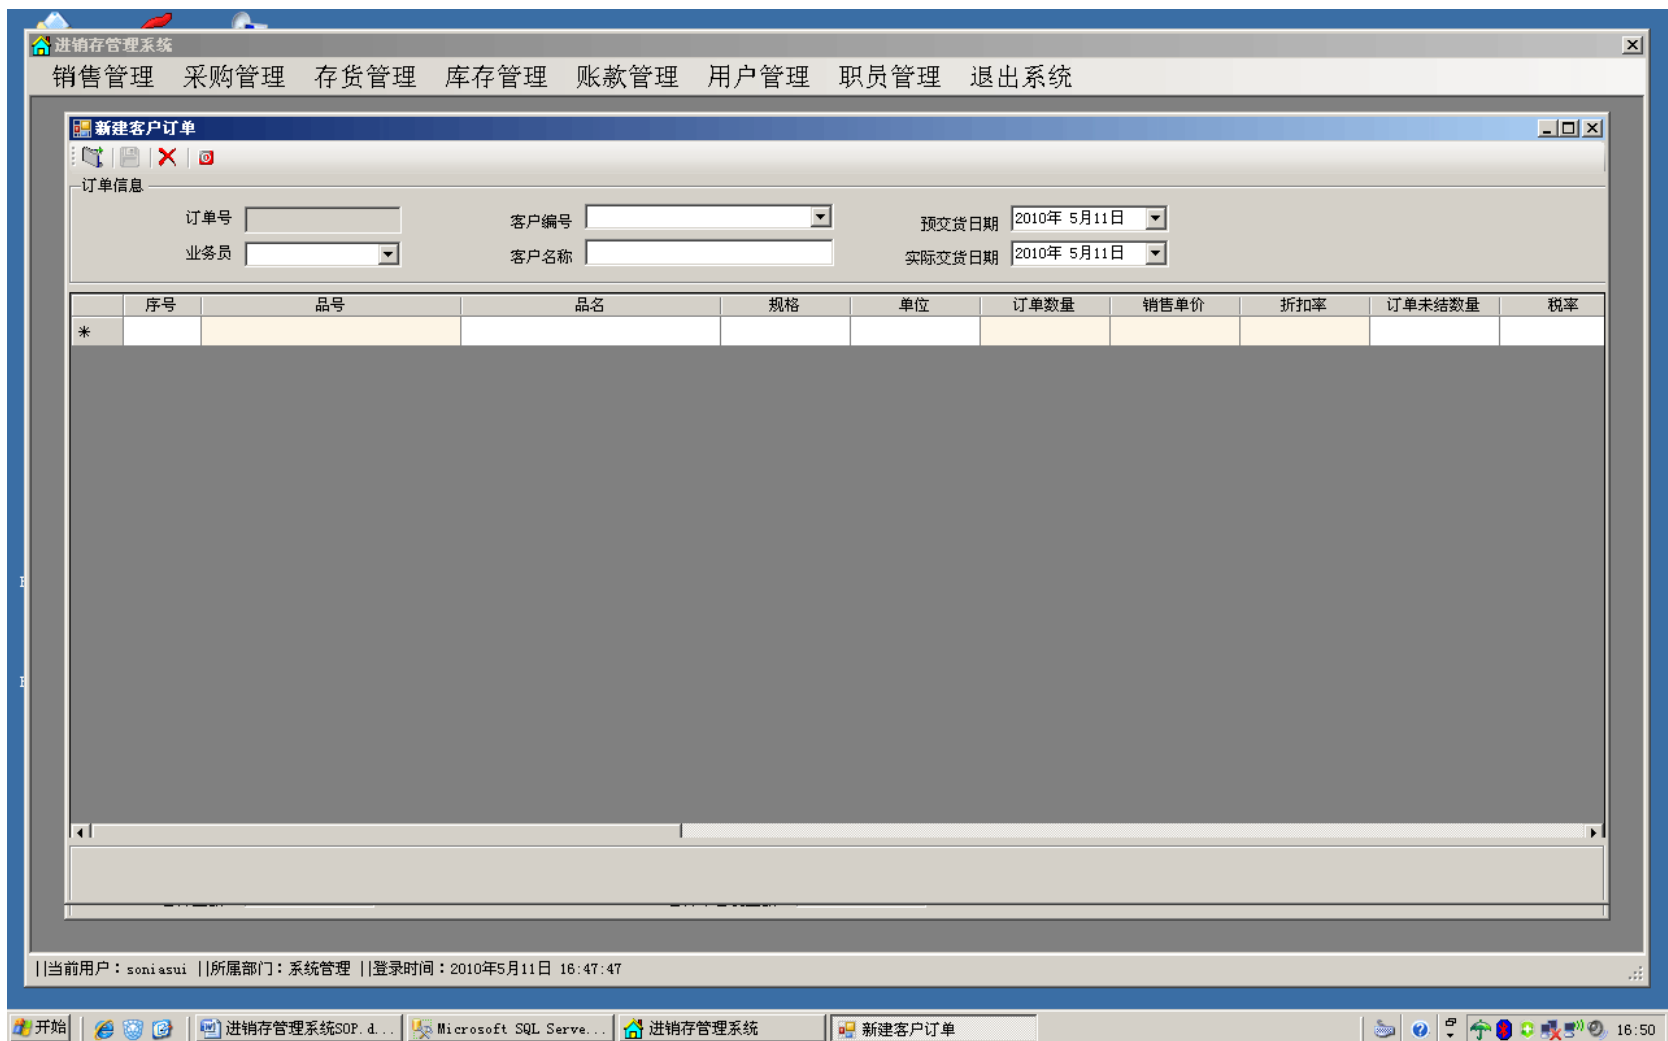 进销存管理系统
销售管理 采购管理 存货管理 库存管理 账款管理 用户管理 职员管理 退出系统
新建客户订单
订单信息
订单号 客户编号 预交货日期 2010年 5月11日
业务员 客户名称 实际交货日期 2010年 5月11日
序号 品号 品名 规格 单位 订单数量 销售单价 折扣率 订单未结数量 税率
||当前用户：soniasui ||所属部门：系统管理 ||登录时间：2010年5月11日 16:47:47
开始 进销存管理系统SOP.d... Microsoft SQL Serve... 进销存管理系统 新建客户订单 16:50